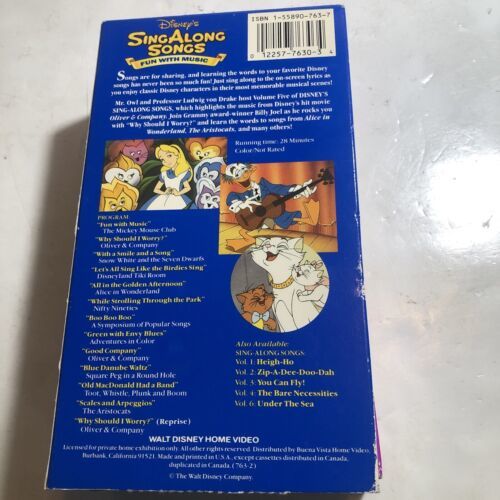 DISNEY'S
SING ALONG
SONGS
FUN WITH MUSIC
ISBN 1-55890-763-7
0 12257-7630-3 4
Songs are for sharing, and learning the words to your favorite Disney
songs has never been so much fun! Just sing along to the on-screen lyrics as
you enjoy classic Disney characters in their most memorable musical scenes!
Mr. Owl and Professor Ludwig von Drake host Volume Five of DISNEY'S
SING-ALONG SONGS, which highlights the music from Disney's hit movie
Oliver & Company. Join Grammy award-winner Billy Joel as he rocks you
with "Why Should I Worry?" and learn the words to songs from Alice in
Wonderland, The Aristocats, and many others!
Running time: 28 Minutes
Color/Not Rated
PROGRAM:
"Fun with Music"
The Mickey Mouse Club
"Why Should I Worry?"
Oliver & Company
"With a Smile and a Song"
Snow White and the Seven Dwarfs
"Let's All Sing Like the Birdies Sing"
Disneyland Tiki Room
"All in the Golden Afternoon"
Alice in Wonderland
"While Strolling Through the Park"
Nifty Nineties
"Boo Boo Boo"
A Symposium of Popular Songs
"Green with Envy Blues"
Adventures in Color
"Good Company"
Oliver & Company
"Blue Danube Waltz"
Square Peg in a Round Hole
"Old MacDonald Had a Band"
Toot, Whistle, Plunk and Boom
"Scales and Arpeggios"
The Aristocats
"Why Should I Worry?" (Reprise)
Oliver & Company
Also Available:
SING-ALONG SONGS:
Vol. 1: Heigh-Ho
Vol. 2: Zip-A-Dee-Doo-Dah
Vol. 3: You Can Fly!
Vol. 4: The Bare Necessities
Vol. 6: Under The Sea
WALT DISNEY HOME VIDEO
Licensed for private home exhibition only. All other rights reserved. Distributed by Buena Vista Home Video,
Burbank, California 91521. Made and printed in U.S.A., except cassettes distributed in Canada,
duplicated in Canada. (763-2)
© The Walt Disney Company.